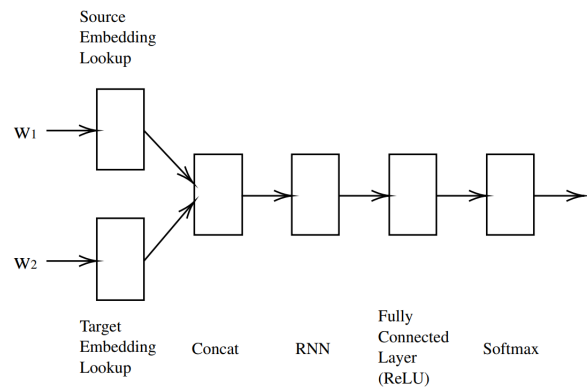 Source
Embedding
Lookup
w1
w2
Target
Embedding
Lookup
Concat
RNN
Fully
Connected
Layer
(ReLU)
Softmax